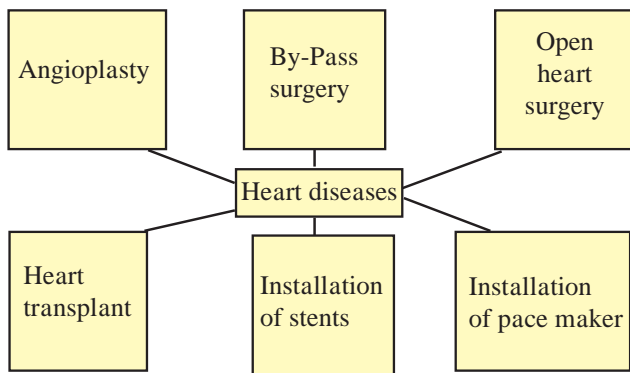 Angioplasty
By-Pass
surgery
Open
heart
surgery
Heart diseases
Heart
transplant
Installation
of stents
Installation
of pace maker